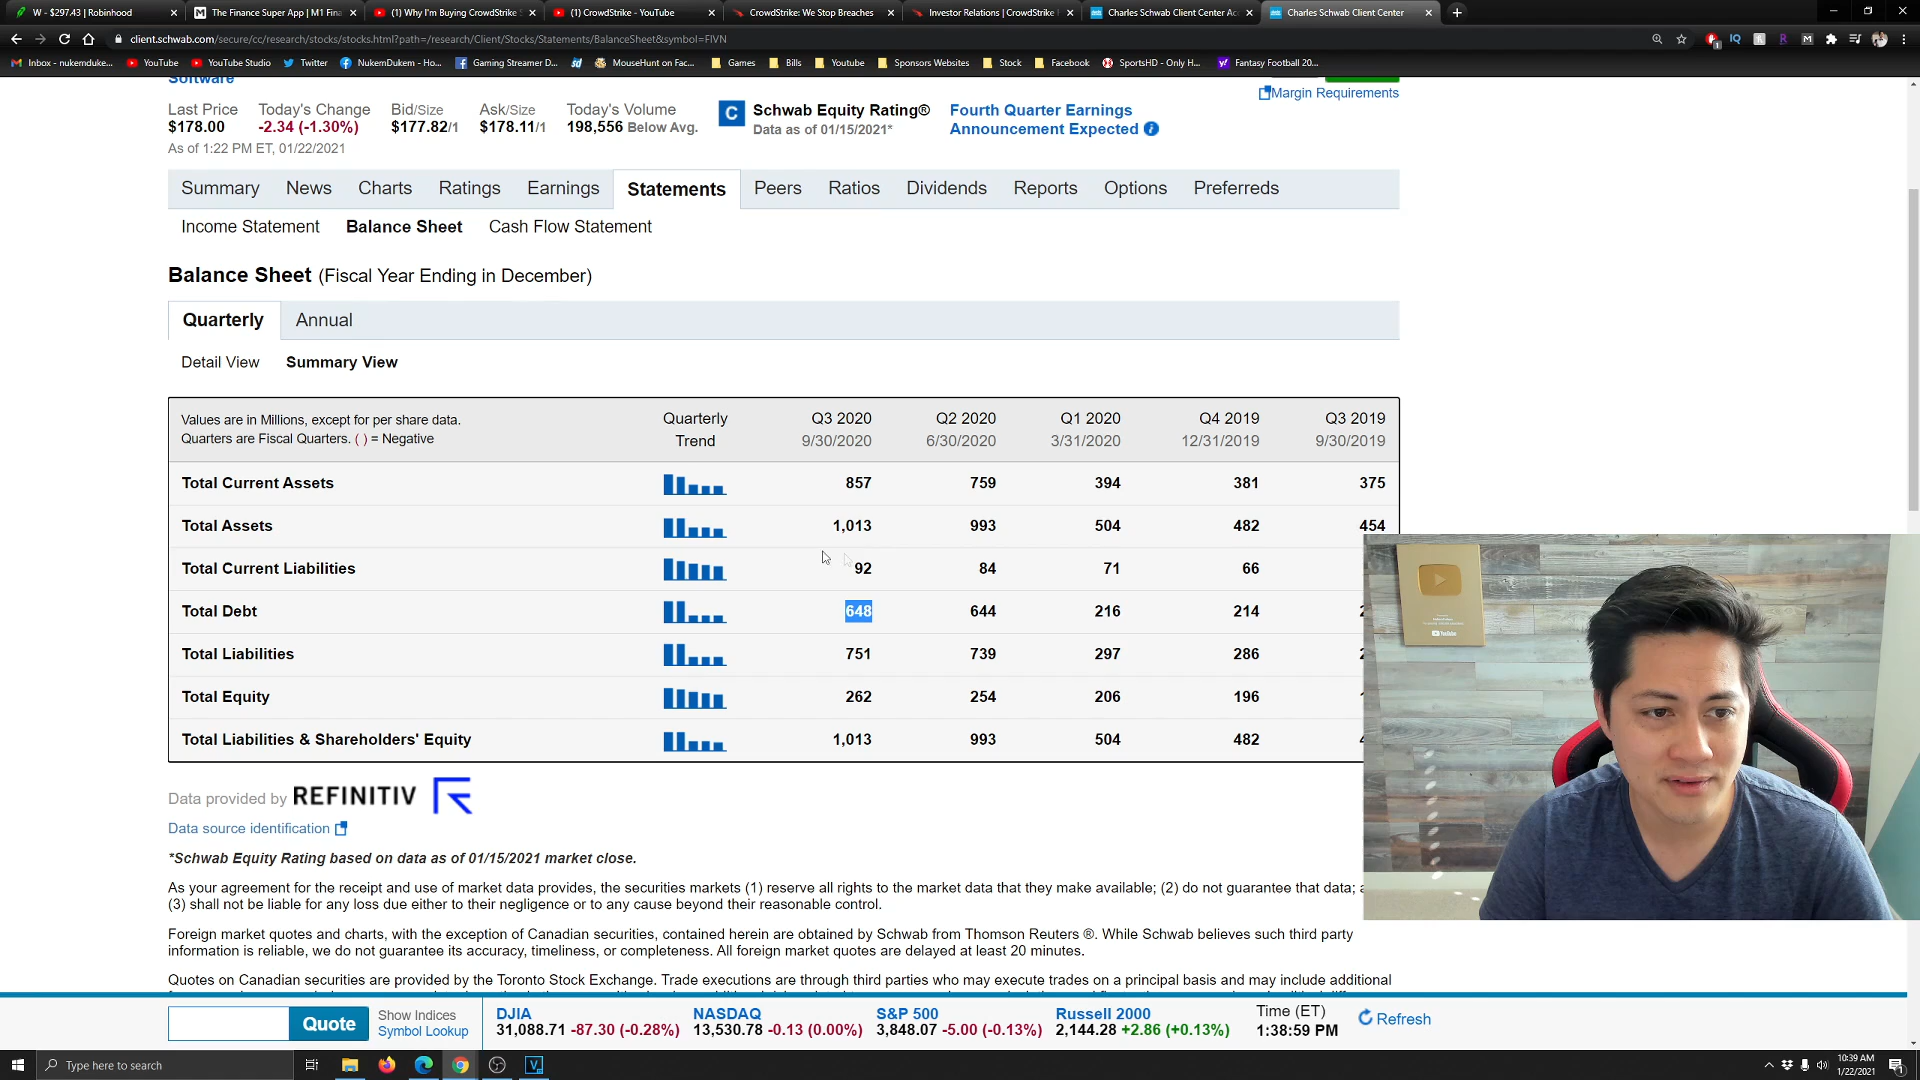 W - $297.43 | Robinhood
The Finance Super App | M1 Fina
(1) Why I'm Buying CrowdStrike S
(1) CrowdStrike - YouTube
CrowdStrike: We Stop Breaches
Investor Relations | CrowdStrike H
Charles Schwab Client Center Ac
Charles Schwab Client Center
client.schwab.com/secure/cc/research/stocks/stocks.html?path=/research/Client/Stocks/Statements/BalanceSheet&symbol=FIVN
Inbox - nukemduke...
YouTube
YouTube Studio
Twitter
NukemDukem - Ho...
Gaming Streamer D...
MouseHunt on Fac...
Games
Bills
Youtube
Sponsors Websites
Stock
Facebook
SportsHD - Only H...
Fantasy Football 20...
Software
Margin Requirements
Last Price Today's Change Bid/Size Ask/Size Today's Volume
$178.00 -2.34 (-1.30%) $177.82/1 $178.11/1 198,556 Below Avg.
As of 1:22 PM ET, 01/22/2021
C Schwab Equity Rating®
Data as of 01/15/2021*
Fourth Quarter Earnings
Announcement Expected
Summary News Charts Ratings Earnings Statements Peers Ratios Dividends Reports Options Preferreds
Income Statement Balance Sheet Cash Flow Statement
Balance Sheet (Fiscal Year Ending in December)
Quarterly Annual
Detail View Summary View
Values are in Millions, except for per share data.
Quarters are Fiscal Quarters. ( ) = Negative
Quarterly
Trend
Q3 2020 Q2 2020 Q1 2020 Q4 2019 Q3 2019
9/30/2020 6/30/2020 3/31/2020 12/31/2019 9/30/2019
Total Current Assets 857 759 394 381 375
Total Assets 1,013 993 504 482 454
Total Current Liabilities 92 84 71 66
Total Debt 648 644 216 214
Total Liabilities 751 739 297 286
Total Equity 262 254 206 196
Total Liabilities & Shareholders' Equity 1,013 993 504 482
Data provided by REFINITIV
Data source identification
*Schwab Equity Rating based on data as of 01/15/2021 market close.
As your agreement for the receipt and use of market data provides, the securities markets (1) reserve all rights to the market data that they make available; (2) do not guarantee that data;
(3) shall not be liable for any loss due either to their negligence or to any cause beyond their reasonable control.
Foreign market quotes and charts, with the exception of Canadian securities, contained herein are obtained by Schwab from Thomson Reuters ®. While Schwab believes such third party
information is reliable, we do not guarantee its accuracy, timeliness, or completeness. All foreign market quotes are delayed at least 20 minutes.
Quotes on Canadian securities are provided by the Toronto Stock Exchange. Trade executions are through third parties who may execute trades on a principal basis and may include additional
Quote
Show Indices
Symbol Lookup
DJIA
31,088.71 -87.30 (-0.28%)
NASDAQ
13,530.78 -0.13 (0.00%)
S&P 500
3,848.07 -5.00 (-0.13%)
Russell 2000
2,144.28 +2.86 (+0.13%)
Time (ET)
1:38:59 PM
Refresh
Type here to search
10:39 AM
1/22/2021
YouTube